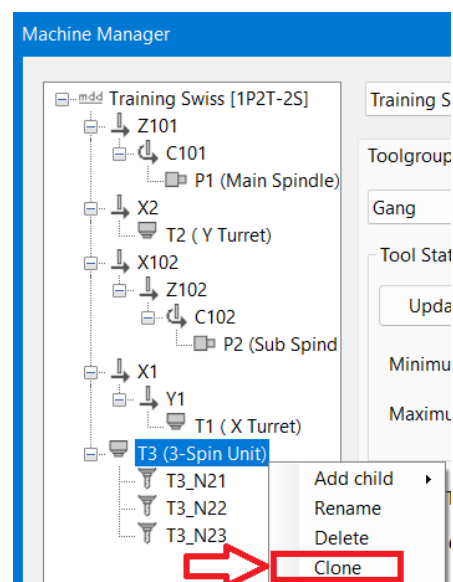 Machine Manager
mdd Training Swiss [1P2T-2S]
Z101
C101
P1 (Main Spindle)
X2
T2 ( Y Turret)
X102
Z102
C102
P2 (Sub Spind
X1
Y1
T1 ( X Turret)
T3 (3-Spin Unit)
T3_N21
T3_N22
T3_N23
Training S
Toolgroup
Gang
Tool Stat
Upda
Minimu
Maximu
Add child
Rename
Delete
Clone